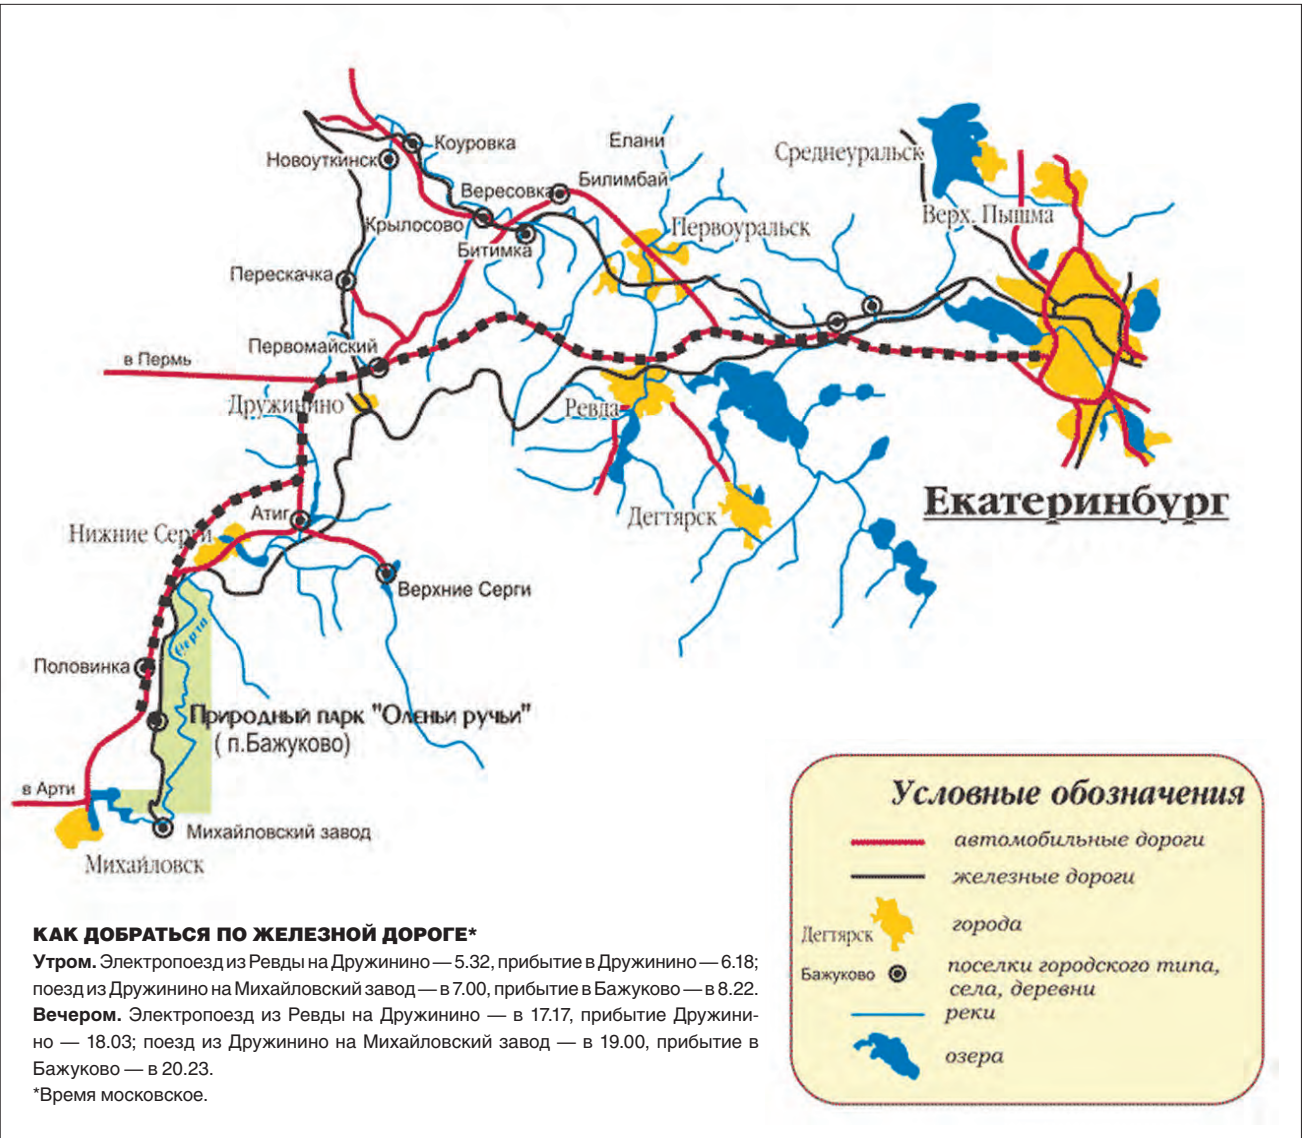 Елани
Коуровка
Среднеуральск
Новоуткинск
Билимбай
Вересовка
Верх. Пышма
Крылосово
Первоуральск
Битимка
Перескачка
Первомайский
в Пермь
Дружинино
Ревда
Екатеринбург
Атиг
Дегтярск
Нижние Серги
Верхние Серги
Серга
Половинка
Природный парк "Оленьи ручьи"
( п.Бажуково)
в Арти
Михайловский завод
Михайловск
Условные обозначения
автомобильные дороги
железные дороги
Дегтярск
города
Бажуково
поселки городского типа,
села, деревни
реки
озера
КАК ДОБРАТЬСЯ ПО ЖЕЛЕЗНОЙ ДОРОГЕ*
Утром. Электропоезд из Ревды на Дружинино — 5.32, прибытие в Дружинино — 6.18;
поезд из Дружинино на Михайловский завод — в 7.00, прибытие в Бажуково — в 8.22.
Вечером. Электропоезд из Ревды на Дружинино — в 17.17, прибытие Дружини-
но — 18.03; поезд из Дружинино на Михайловский завод — в 19.00, прибытие в
Бажуково — в 20.23.
*Время московское.